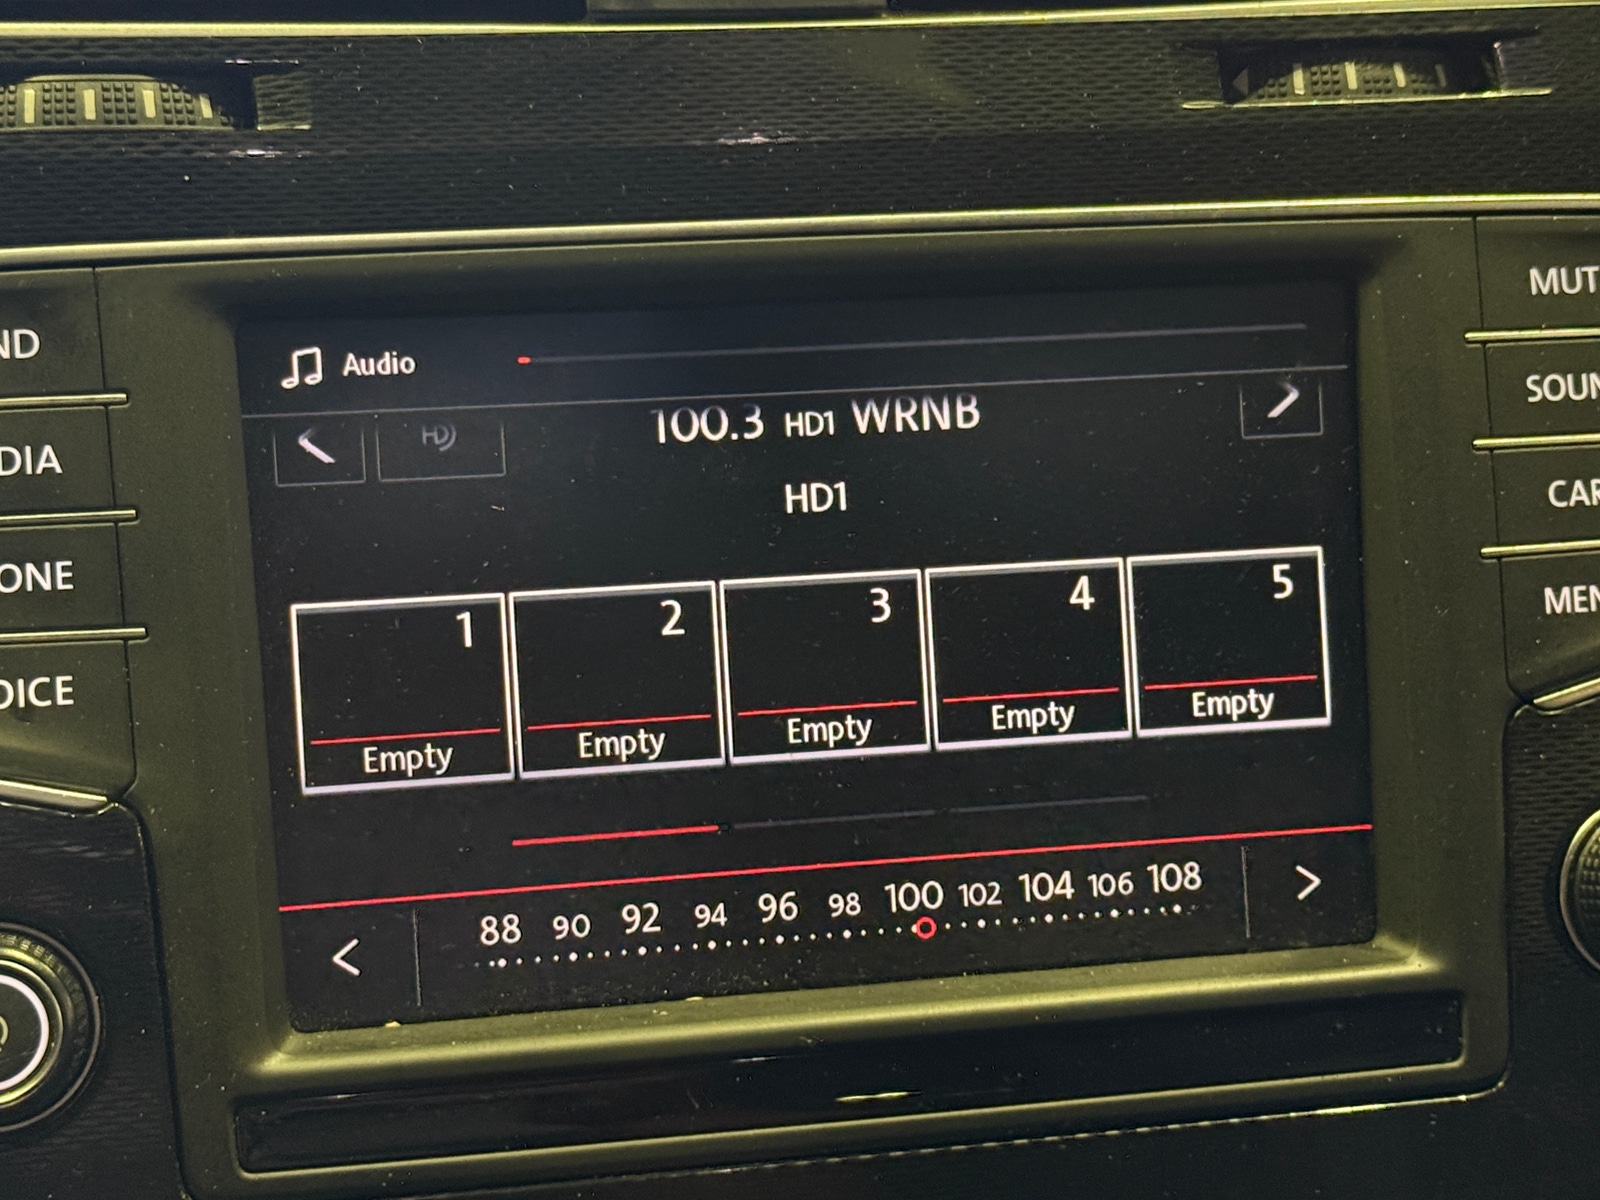 Audio
100.3 HD1 WRNB
HD
HD1
1 2 3 4 5
Empty Empty Empty Empty Empty
88 90 92 94 96 98 100 102 104 106 108
ND
DIA
ONE
OICE
MUT
SOUN
CAR
MEN